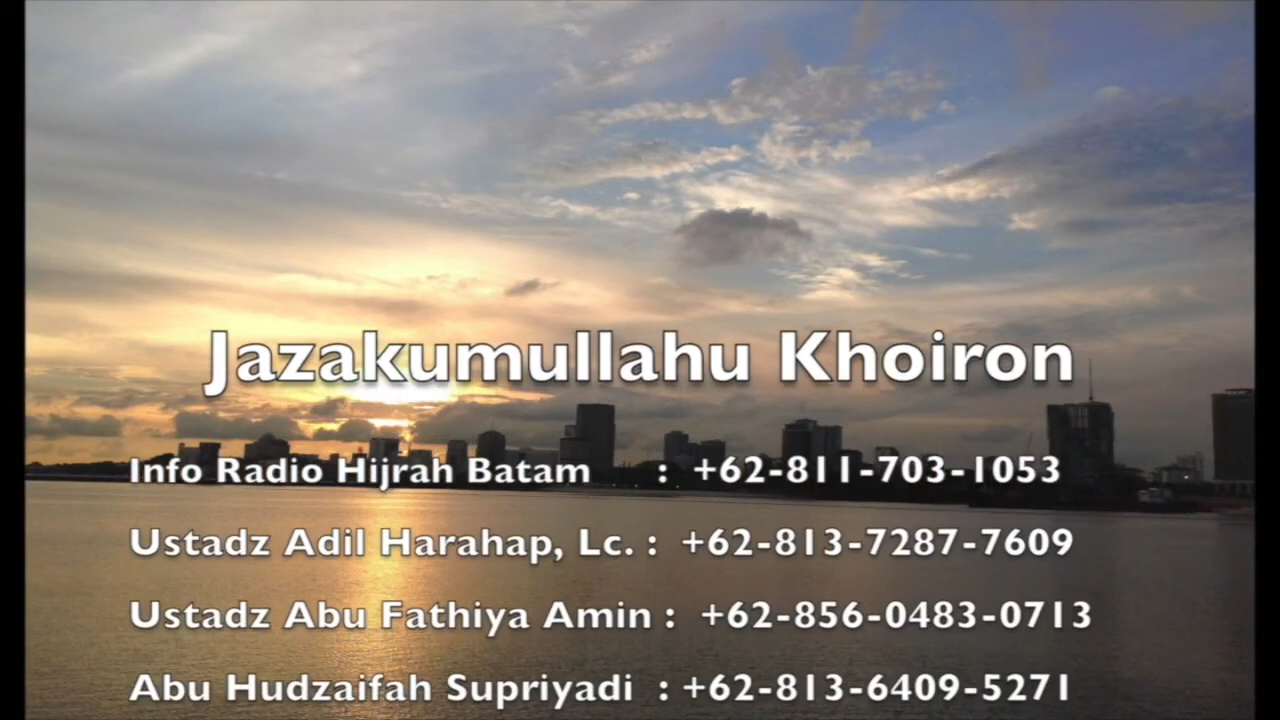 Jazakumullahu Khoiron
Info Radio Hijrah Batam : +62-811-703-1053
Ustadz Adil Harahap, Lc. : +62-813-7287-7609
Ustadz Abu Fathiya Amin : +62-856-0483-0713
Abu Hudzaifah Supriyadi : +62-813-6409-5271